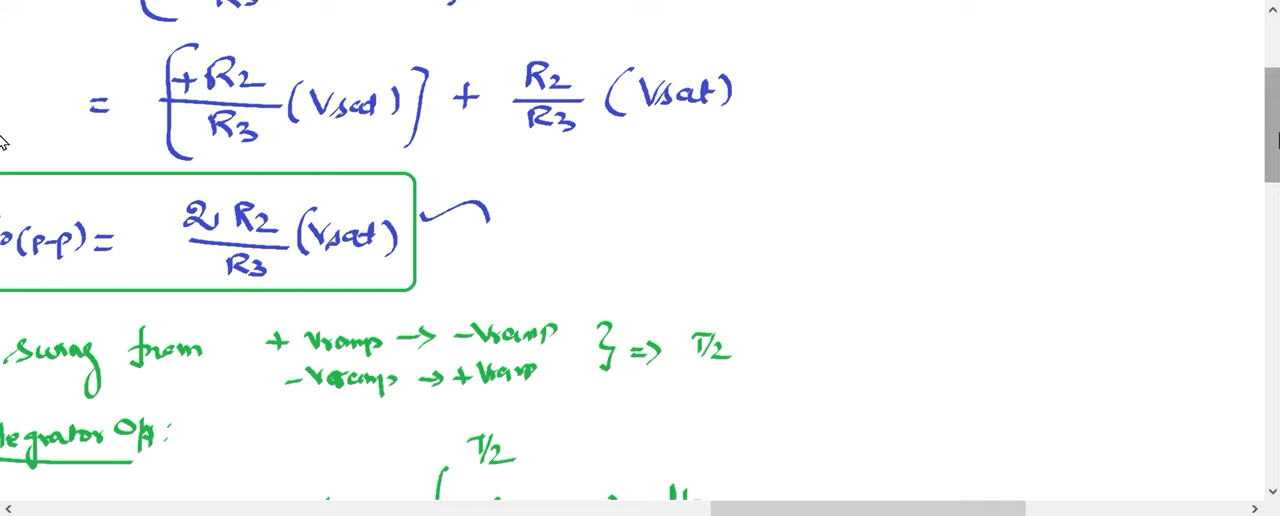 R3
= [+R2/R3 (Vsat)] + R2/R3 (Vsat)
o(p-p) = 2 R2/R3 (Vsat)
swing from + Vramp → -Vramp } => T/2
-Vramp → + Vramp
tegrator O/p:
T/2